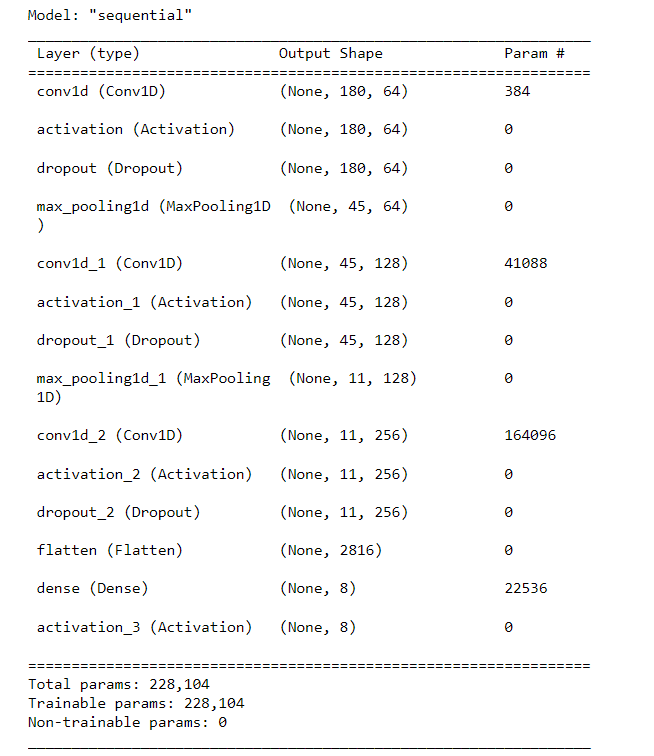 Model: "sequential"
Layer (type) Output Shape Param #
conv1d (Conv1D) (None, 180, 64) 384
activation (Activation) (None, 180, 64) 0
dropout (Dropout) (None, 180, 64) 0
max_pooling1d (MaxPooling1D (None, 45, 64) 0
)
conv1d_1 (Conv1D) (None, 45, 128) 41088
activation_1 (Activation) (None, 45, 128) 0
dropout_1 (Dropout) (None, 45, 128) 0
max_pooling1d_1 (MaxPooling (None, 11, 128) 0
1D)
conv1d_2 (Conv1D) (None, 11, 256) 164096
activation_2 (Activation) (None, 11, 256) 0
dropout_2 (Dropout) (None, 11, 256) 0
flatten (Flatten) (None, 2816) 0
dense (Dense) (None, 8) 22536
activation_3 (Activation) (None, 8) 0
Total params: 228,104
Trainable params: 228,104
Non-trainable params: 0